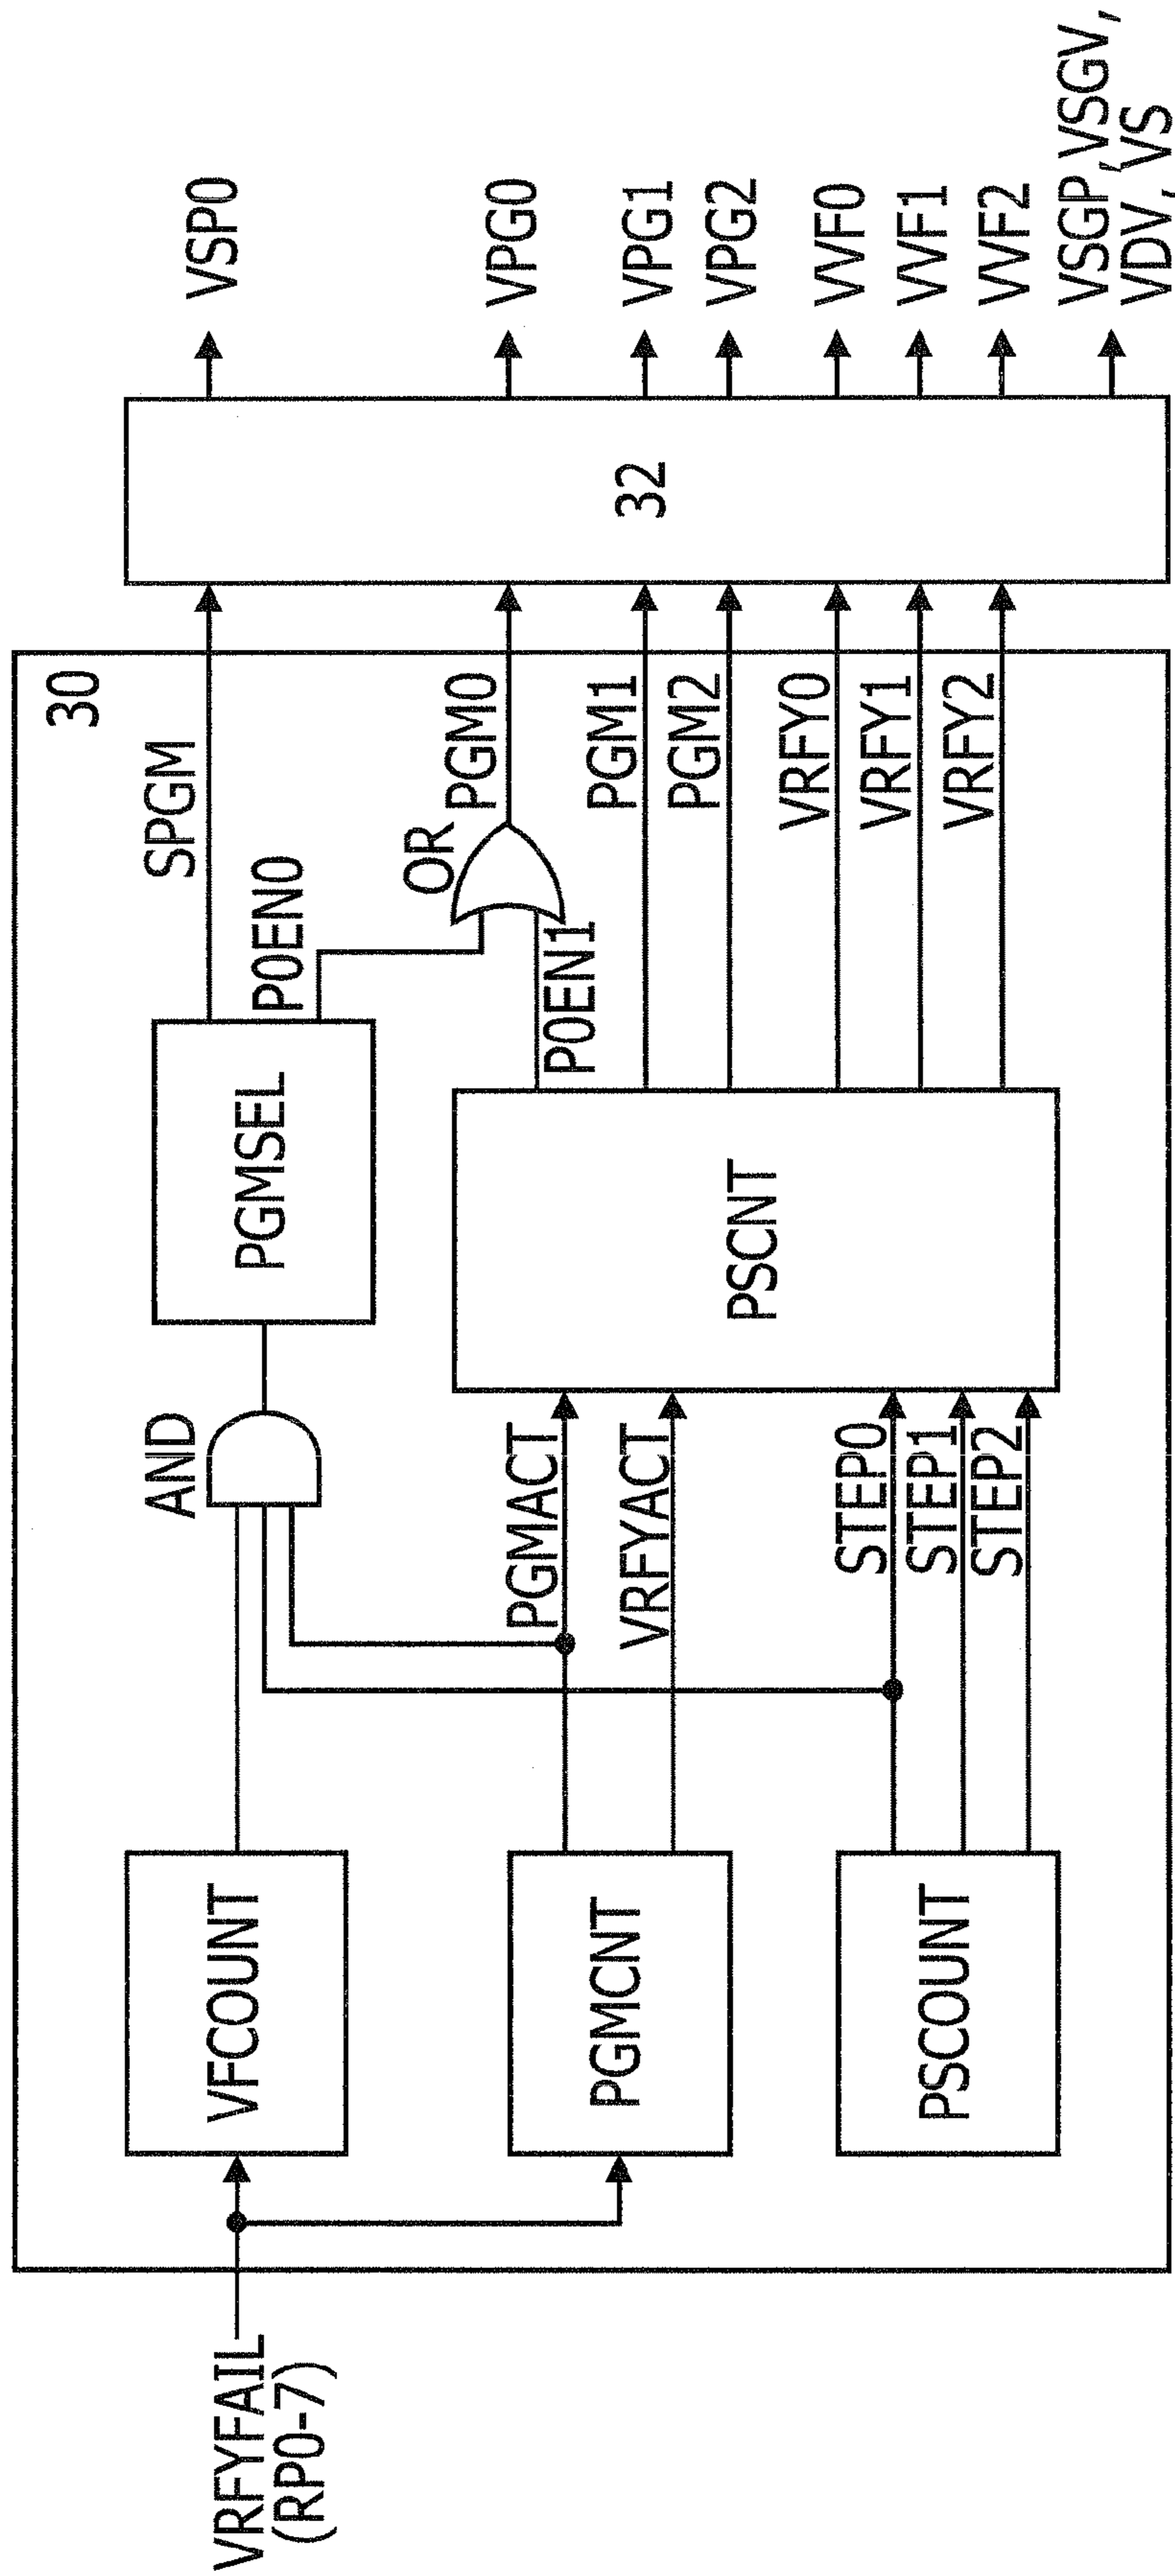 30
VRFYFAIL
(RP0-7)
VFCOUNT
AND
PGMSEL
SPGM
P0EN0
VSP0
PGMCNT
PGMACT
VRFYACT
PSCNT
P0EN1
OR
PGM0
VPG0
PGM1
VPG1
PGM2
VPG2
32
PSCOUNT
STEP0
STEP1
STEP2
VRFY0
VVF0
VRFY1
VVF1
VRFY2
VVF2
VSGP, VSGV,
VDV, VS